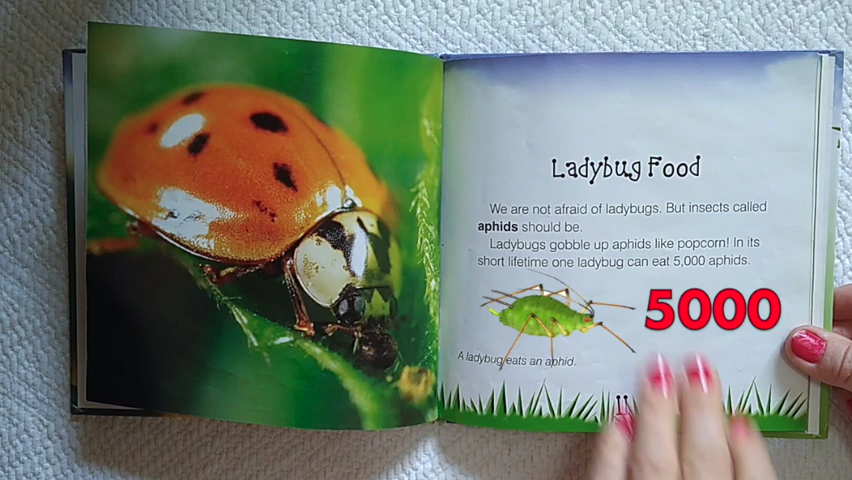 Ladybug Food
We are not afraid of ladybugs. But insects called
aphids should be.
Ladybugs gobble up aphids like popcorn! In its
short lifetime one ladybug can eat 5,000 aphids.
5000
A ladybug eats an aphid.